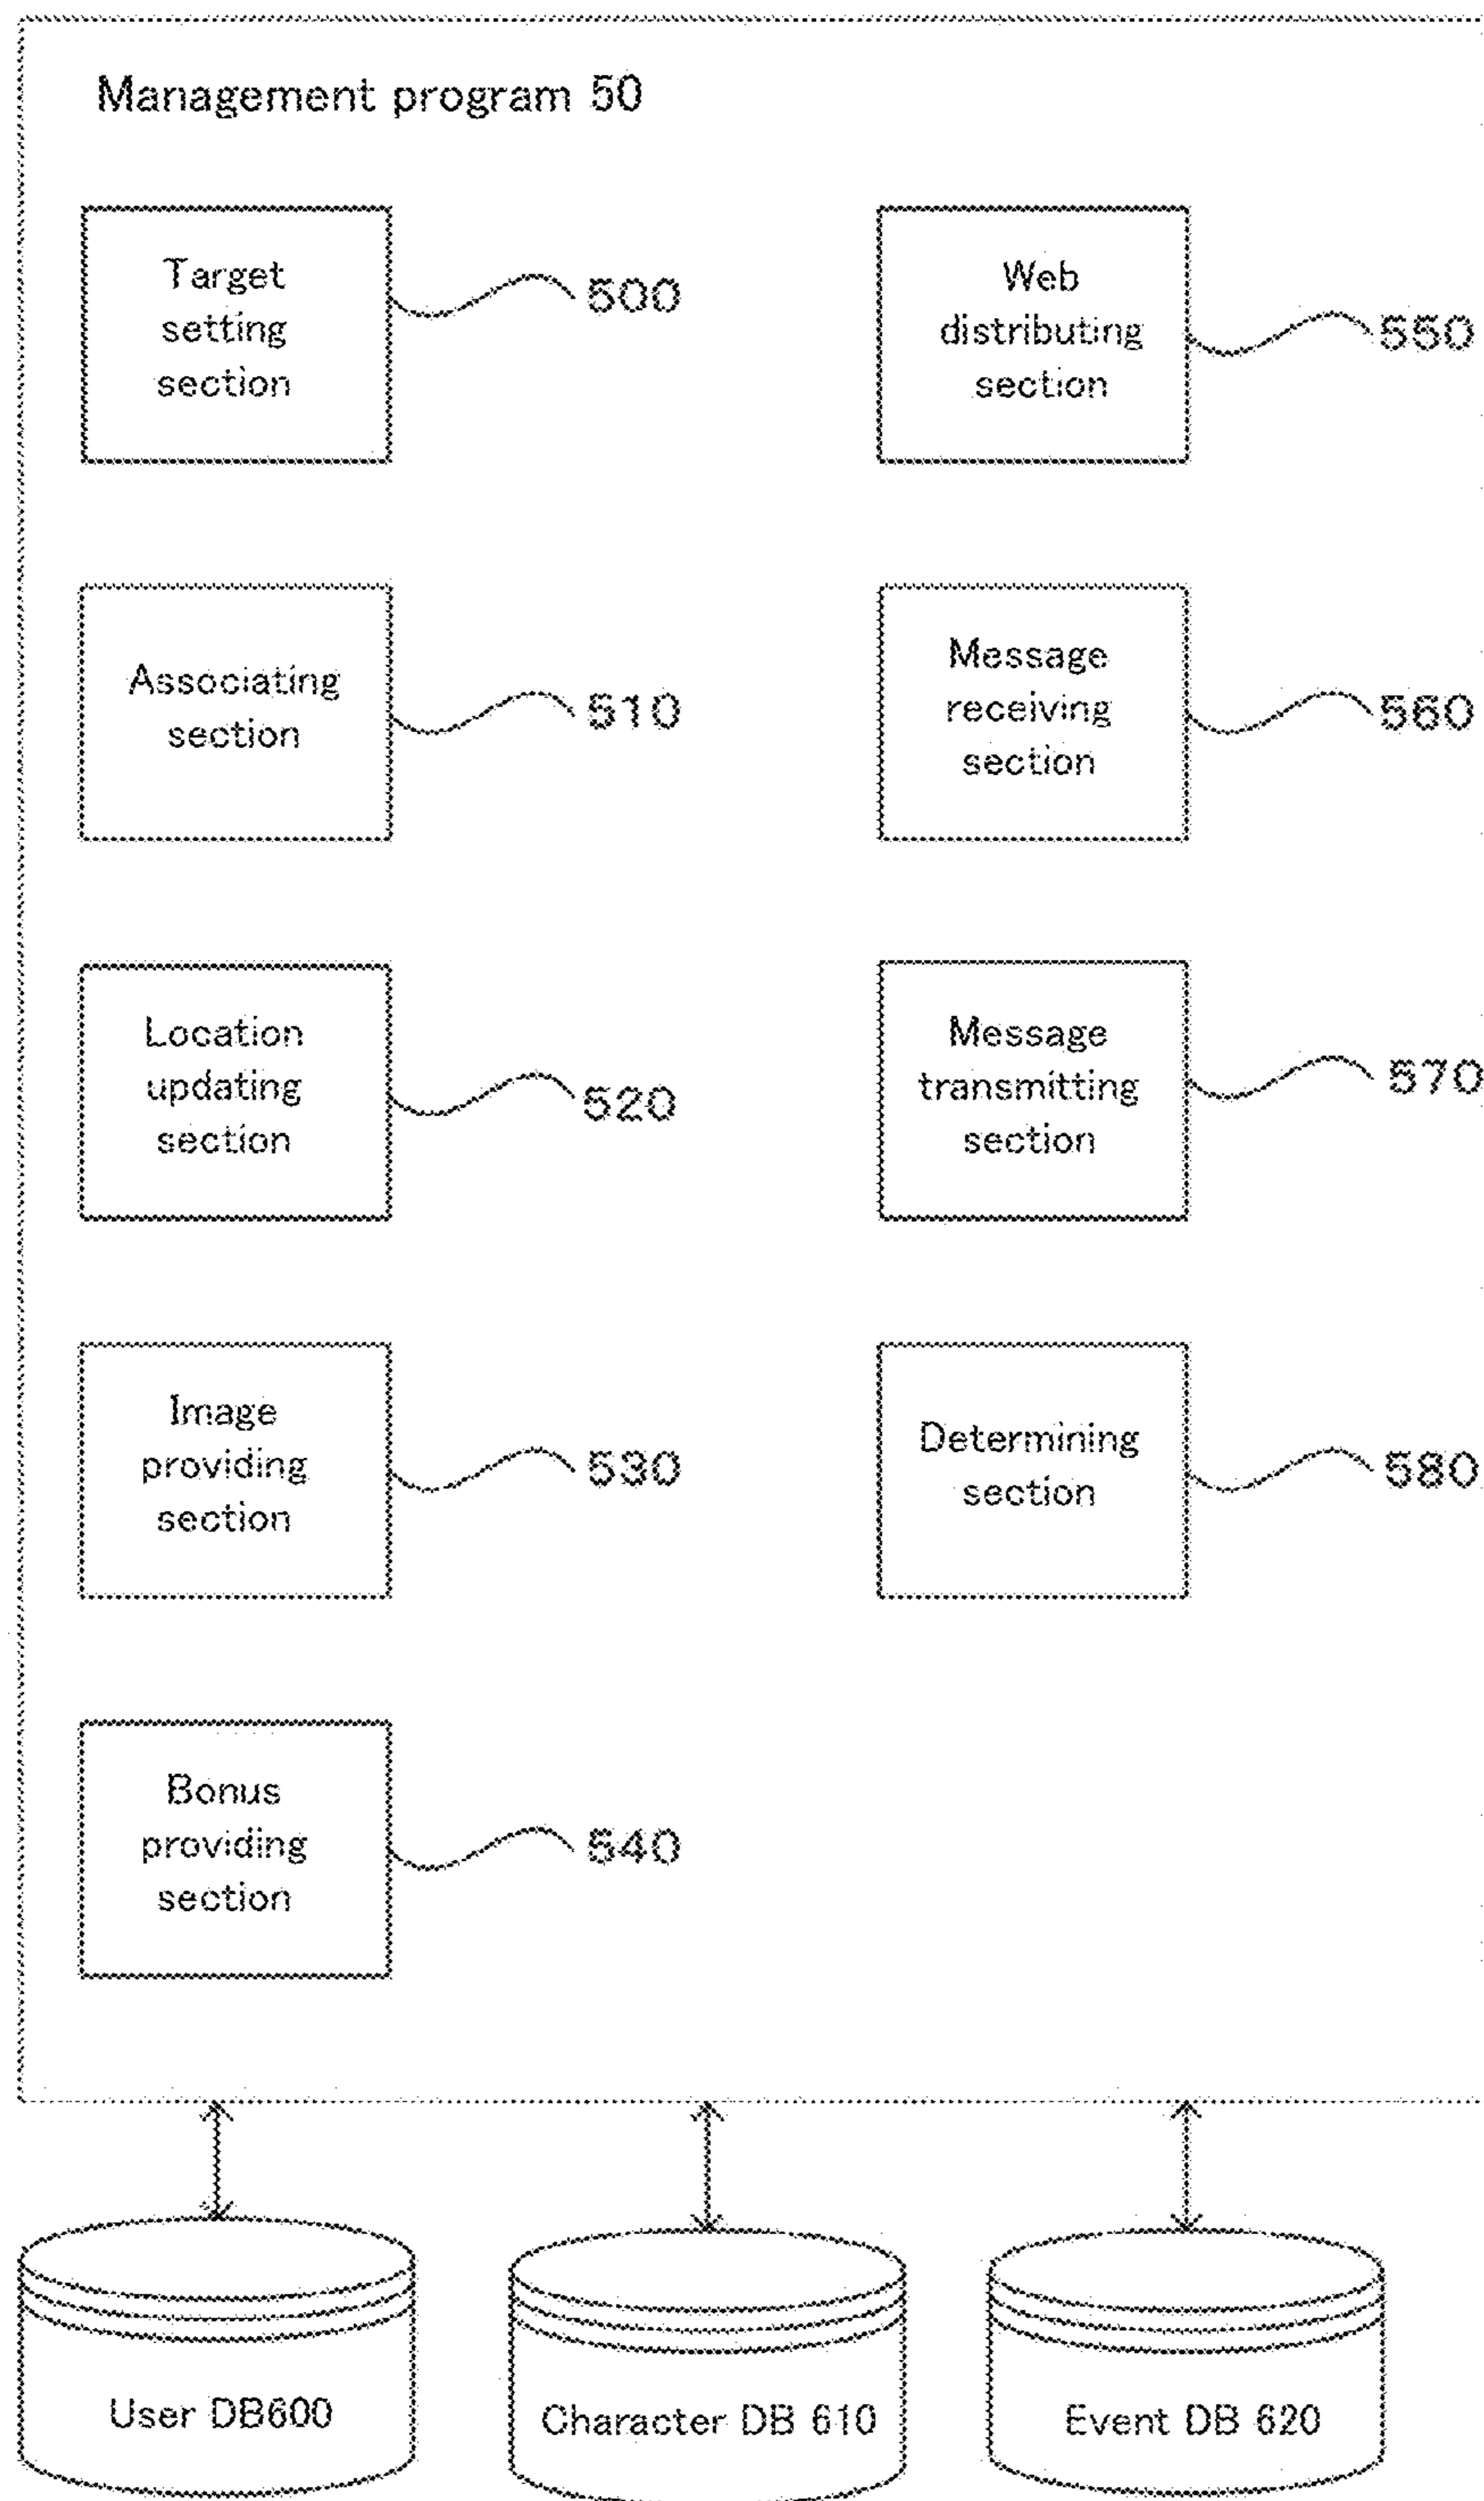 Management program 50
Target
setting
section
500
Web
distributing
section
550
Associating
section
510
Message
receiving
section
560
Location
updating
section
520
Message
transmitting
section
570
Image
providing
section
530
Determining
section
580
Bonus
providing
section
540
User DB600
Character DB 610
Event DB 620